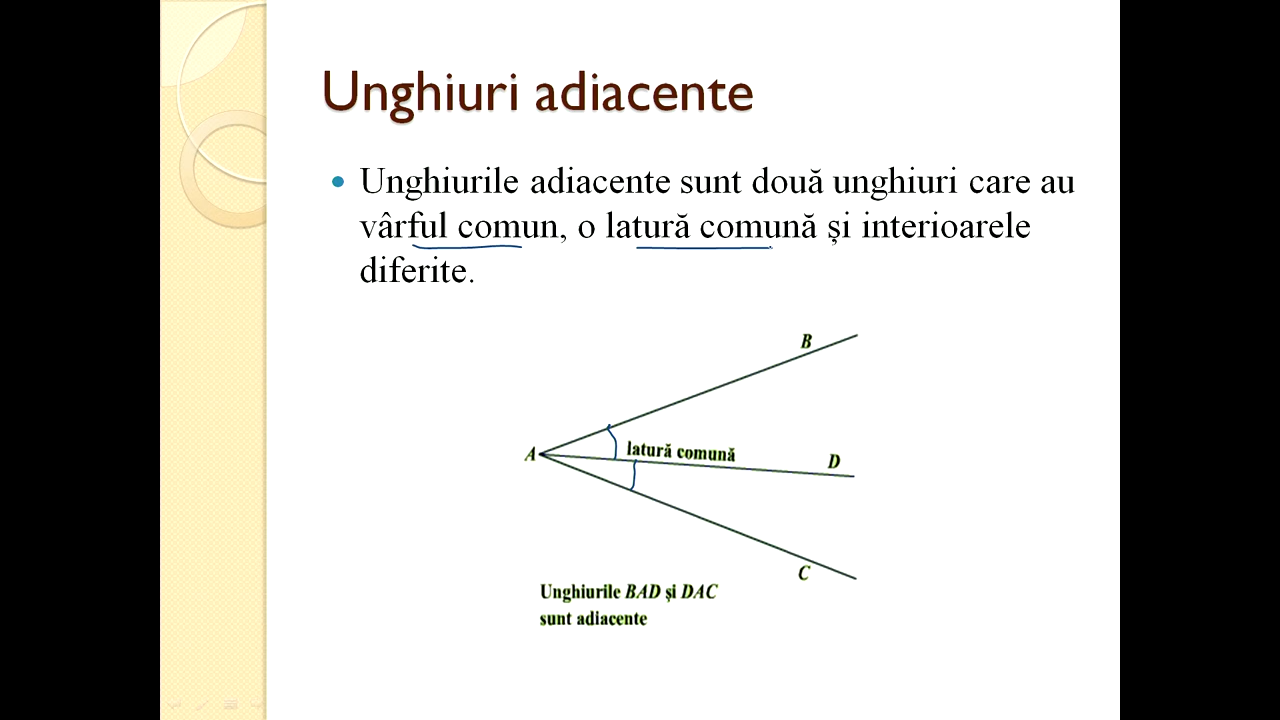 Unghiuri adiacente
• Unghiurile adiacente sunt două unghiuri care au
vârful comun, o latură comună și interioarele
diferite.
B
A
latură comună
D
C
Unghiurile BAD şi DAC
sunt adiacente